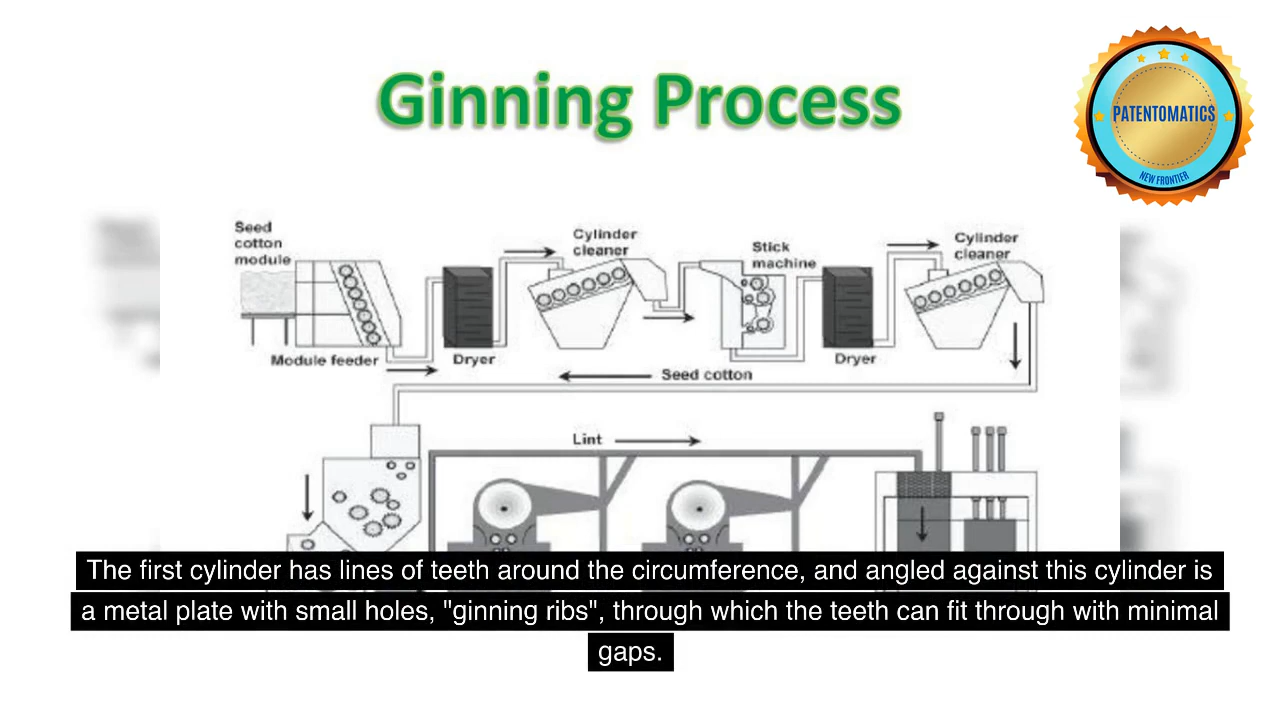 Ginning Process
PATENTOMATICS
NEW FRONTIER
Seed
cotton
module
Cylinder
cleaner
Stick
machine
Cylinder
cleaner
Module feeder
Dryer
Dryer
Seed cotton
Lint
The first cylinder has lines of teeth around the circumference, and angled against this cylinder is
a metal plate with small holes, "ginning ribs", through which the teeth can fit through with minimal
gaps.